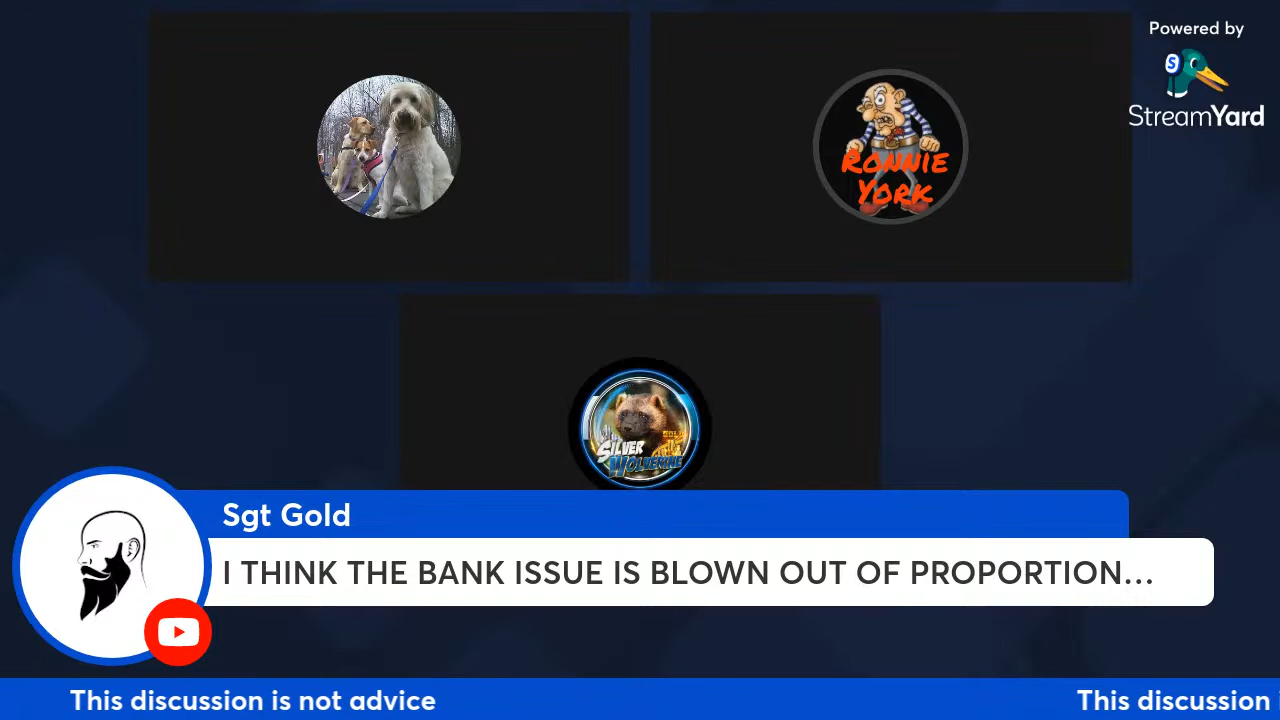 Powered by
StreamYard
RONNIE
YORK
SILVER
WOLVERINE
Sgt Gold
I THINK THE BANK ISSUE IS BLOWN OUT OF PROPORTION...
This discussion is not advice
This discussion